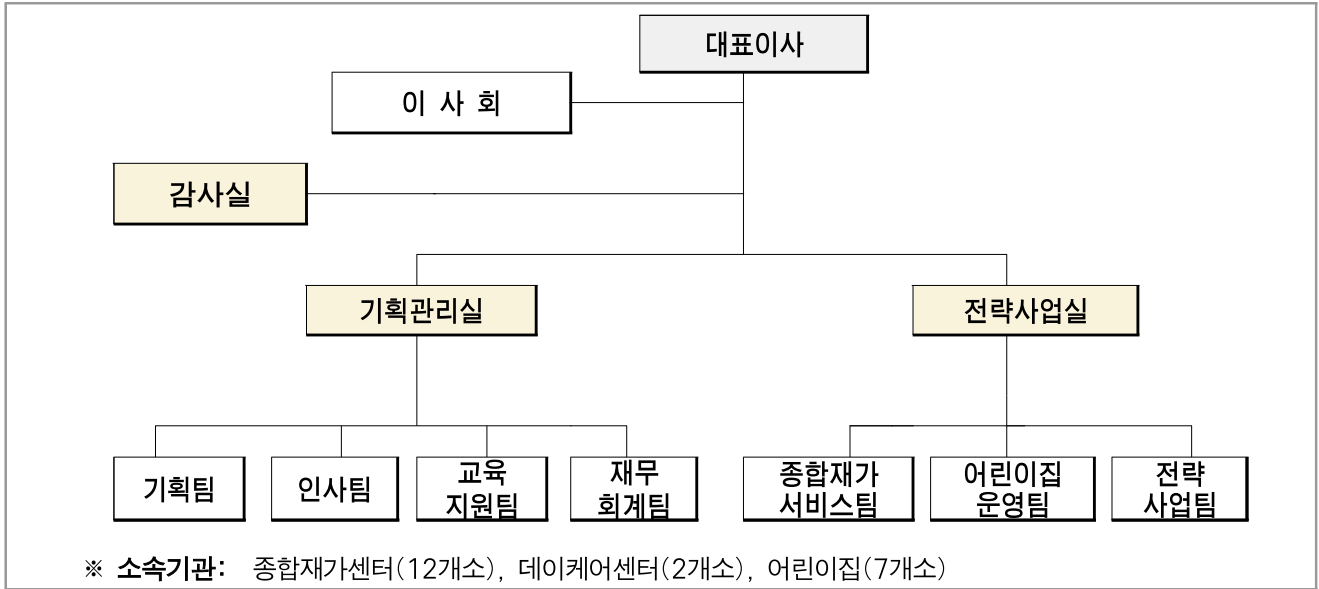 대표이사
이 사 회
감사실
기획관리실
전략사업실
기획팀
인사팀
교육
지원팀
재무
회계팀
종합재가
서비스팀
어린이집
운영팀
전략
사업팀
※ 소속기관: 종합재가센터(12개소), 데이케어센터(2개소), 어린이집(7개소)